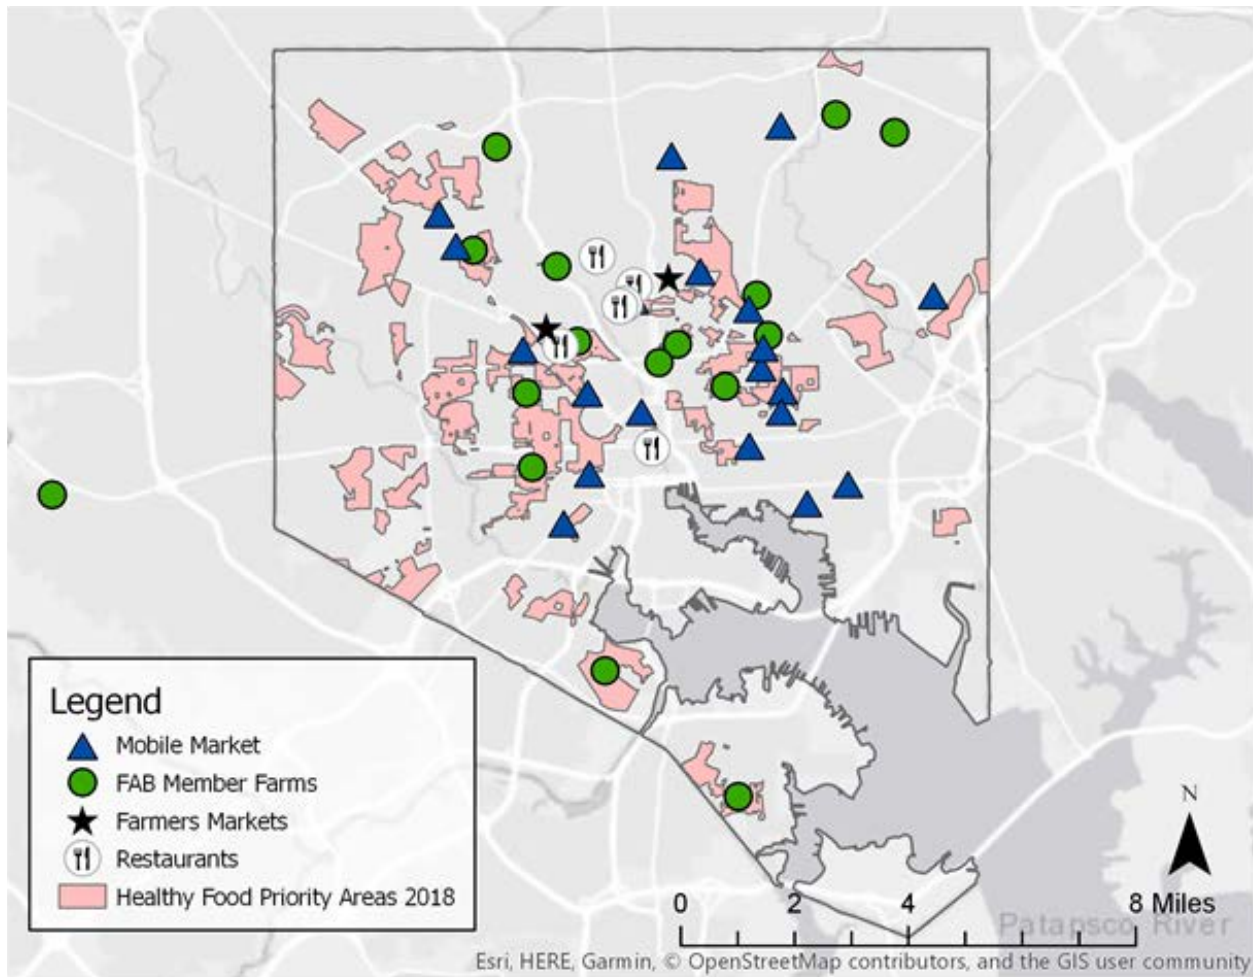 Legend
Mobile Market
FAB Member Farms
Farmers Markets
Restaurants
Healthy Food Priority Areas 2018
N
0 2 4 8 Miles
Patapsco River
Esri, HERE, Garmin, © OpenStreetMap contributors, and the GIS user community